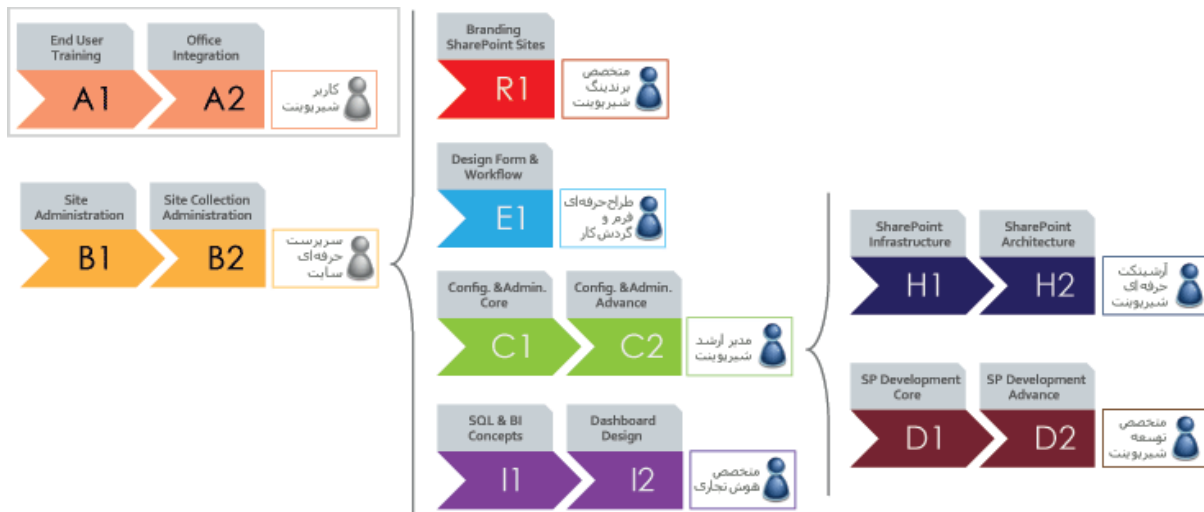 End User
Training
Office
Integration
A1
A2
کاربر
شیرپوینت
Site
Administration
Site Collection
Administration
B1
B2
سرپرست
حرفه‌ای
سایت
Branding
SharePoint Sites
R1
متخصص
برندینگ
شیرپوینت
Design Form &
Workflow
E1
طراح حرفه‌ای
فرم و
گردش کار
Config. &Admin.
Core
Config. &Admin.
Advance
C1
C2
مدیر ارشد
شیرپوینت
SQL & BI
Concepts
Dashboard
Design
I1
I2
متخصص
هوش تجاری
SharePoint
Infrastructure
SharePoint
Architecture
H1
H2
آرشیتکت
حرفه ای
شیرپوینت
SP Development
Core
SP Development
Advance
D1
D2
متخصص
توسعه
شیرپوینت